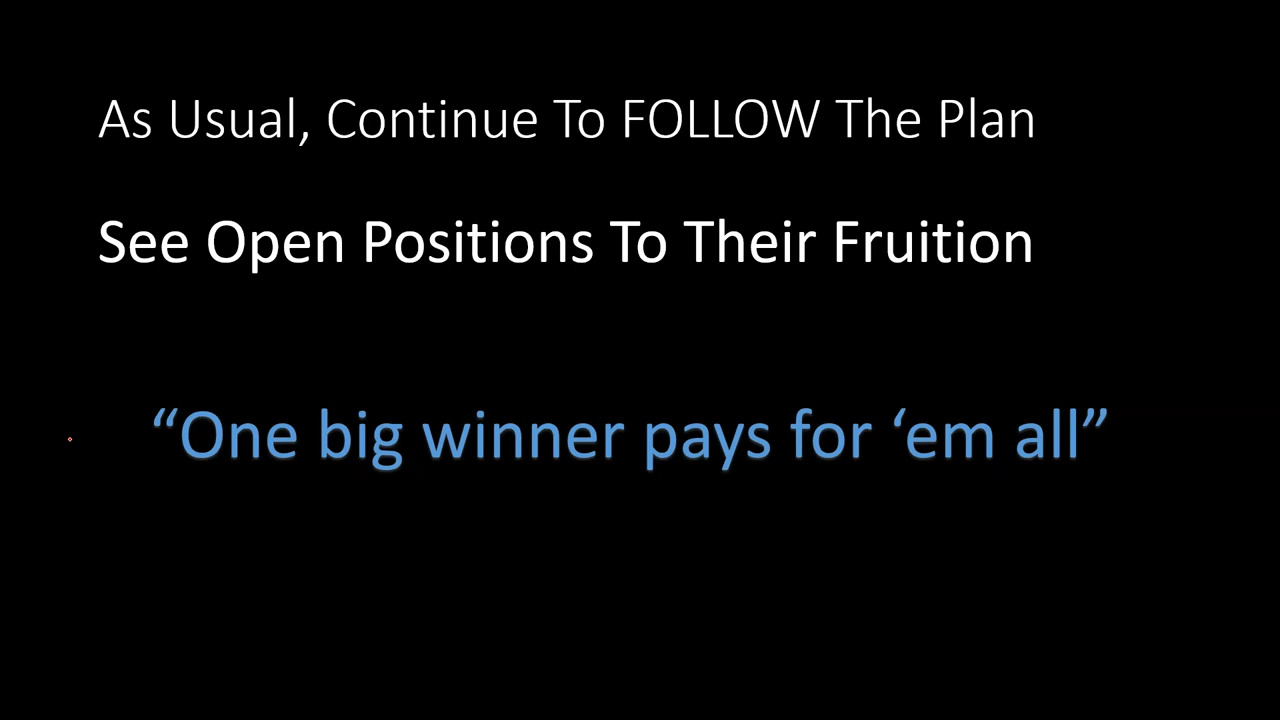 As Usual, Continue To FOLLOW The Plan
See Open Positions To Their Fruition
“One big winner pays for ‘em all”